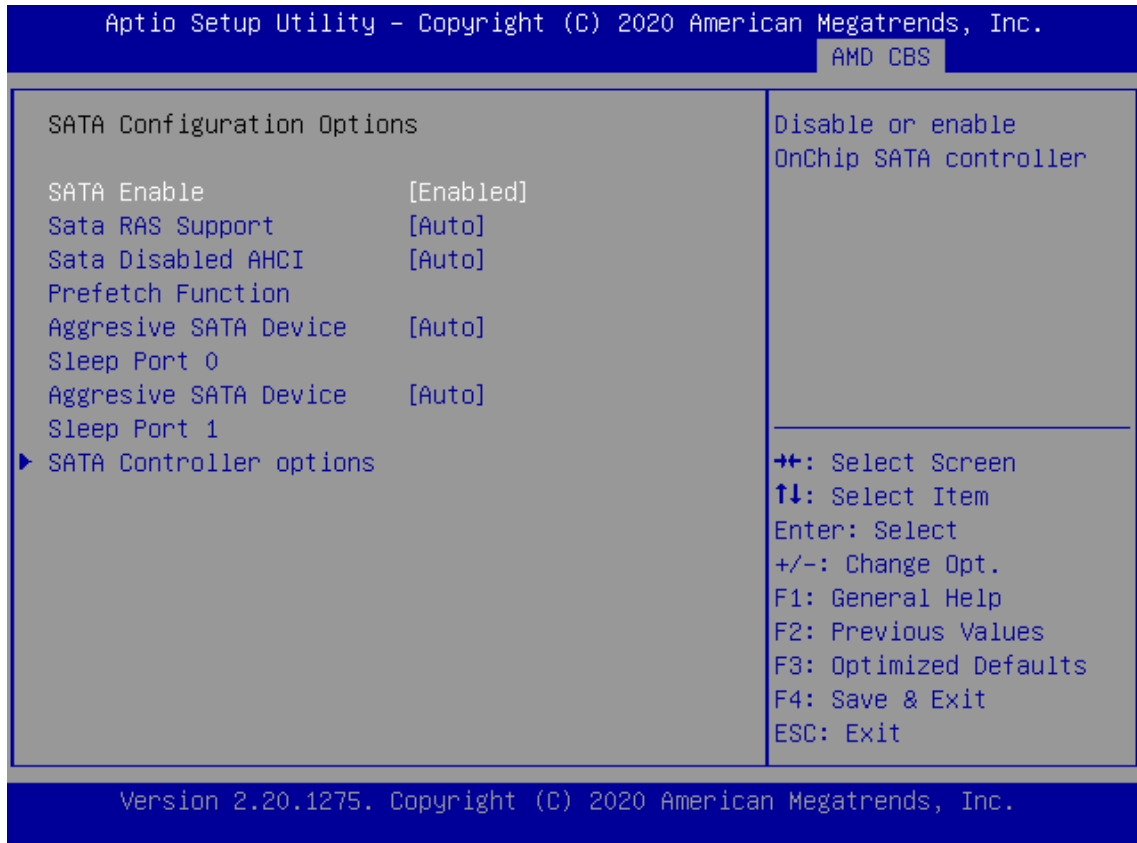 Aptio Setup Utility – Copyright (C) 2020 American Megatrends, Inc.
AMD CBS
SATA Configuration Options
SATA Enable [Enabled]
Sata RAS Support [Auto]
Sata Disabled AHCI [Auto]
Prefetch Function
Aggresive SATA Device [Auto]
Sleep Port 0
Aggresive SATA Device [Auto]
Sleep Port 1
► SATA Controller options
Disable or enable
OnChip SATA controller
→←: Select Screen
↑↓: Select Item
Enter: Select
+/-: Change Opt.
F1: General Help
F2: Previous Values
F3: Optimized Defaults
F4: Save & Exit
ESC: Exit
Version 2.20.1275. Copyright (C) 2020 American Megatrends, Inc.